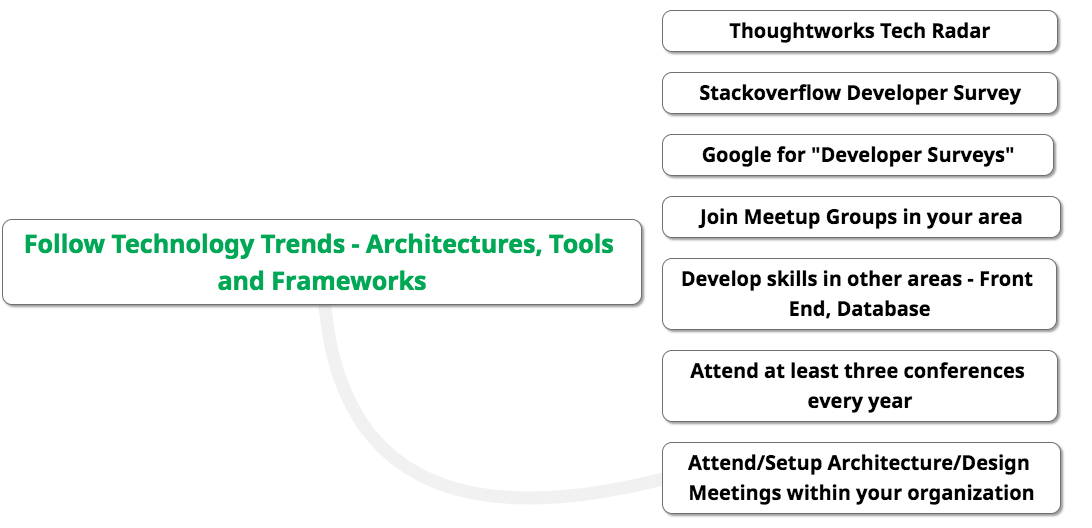 Thoughtworks Tech Radar
Stackoverflow Developer Survey
Google for "Developer Surveys"
Join Meetup Groups in your area
Follow Technology Trends - Architectures, Tools
and Frameworks
Develop skills in other areas - Front
End, Database
Attend at least three conferences
every year
Attend/Setup Architecture/Design
Meetings within your organization